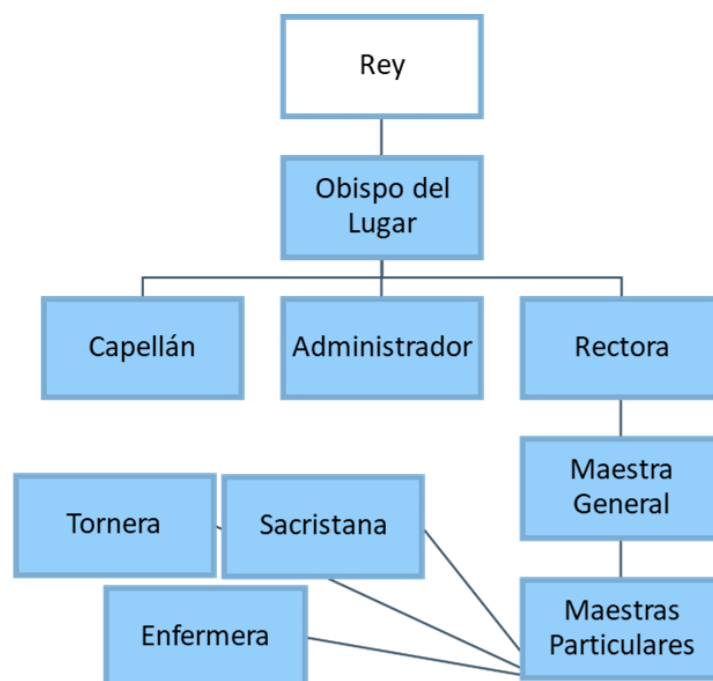 Rey
Obispo del
Lugar
Capellán
Administrador
Rectora
Maestra
General
Tornera
Sacristana
Maestras
Particulares
Enfermera